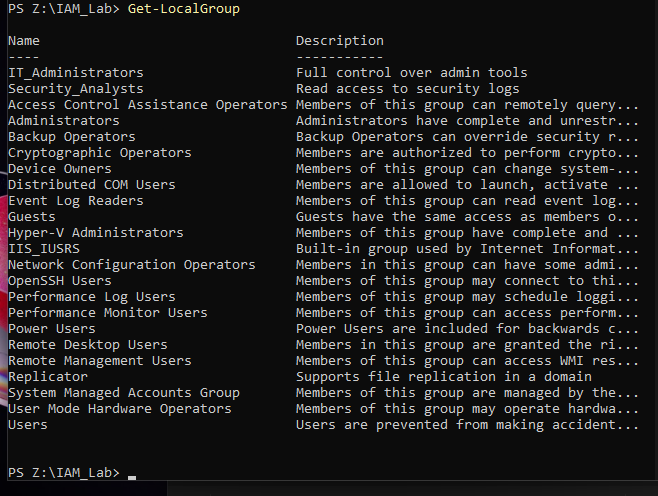 PS Z:\IAM_Lab> Get-LocalGroup
Name Description
---- -----------
IT_Administrators Full control over admin tools
Security_Analysts Read access to security logs
Access Control Assistance Operators Members of this group can remotely query...
Administrators Administrators have complete and unrestr...
Backup Operators Backup Operators can override security r...
Cryptographic Operators Members are authorized to perform crypto...
Device Owners Members of this group can change system-...
Distributed COM Users Members are allowed to launch, activate ...
Event Log Readers Members of this group can read event log...
Guests Guests have the same access as members o...
Hyper-V Administrators Members of this group have complete and ...
IIS_IUSRS Built-in group used by Internet Informat...
Network Configuration Operators Members in this group can have some admi...
OpenSSH Users Members of this group may connect to thi...
Performance Log Users Members of this group may schedule loggi...
Performance Monitor Users Members of this group can access perform...
Power Users Power Users are included for backwards c...
Remote Desktop Users Members in this group are granted the ri...
Remote Management Users Members of this group can access WMI res...
Replicator Supports file replication in a domain
System Managed Accounts Group Members of this group are managed by the...
User Mode Hardware Operators Members of this group may operate hardwa...
Users Users are prevented from making accident...
PS Z:\IAM_Lab>